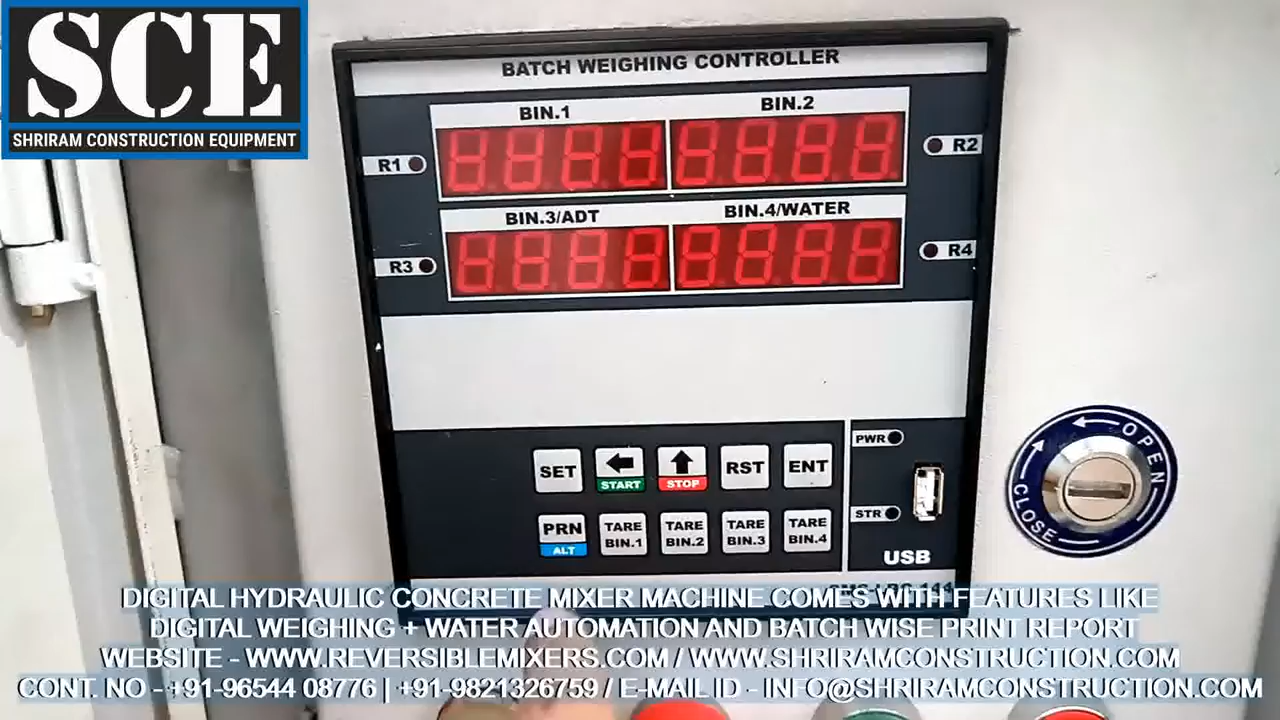 SCE
SHRIRAM CONSTRUCTION EQUIPMENT
BATCH WEIGHING CONTROLLER
BIN.1
BIN.2
R1
R2
BIN.3/ADT
BIN.4/WATER
R3
R4
PWR
SET
START
STOP
RST
ENT
STR
PRN
ALT
TARE
BIN.1
TARE
BIN.2
TARE
BIN.3
TARE
BIN.4
USB
OPEN
CLOSE
DIGITAL HYDRAULIC CONCRETE MIXER MACHINE COMES WITH FEATURES LIKE
DIGITAL WEIGHING + WATER AUTOMATION AND BATCH WISE PRINT REPORT
WEBSITE - WWW.REVERSIBLEMIXERS.COM / WWW.SHRIRAMCONSTRUCTION.COM
CONT. NO -+91-96544 08776 | +91-9821326759 / E-MAIL ID - INFO@SHRIRAMCONSTRUCTION.COM